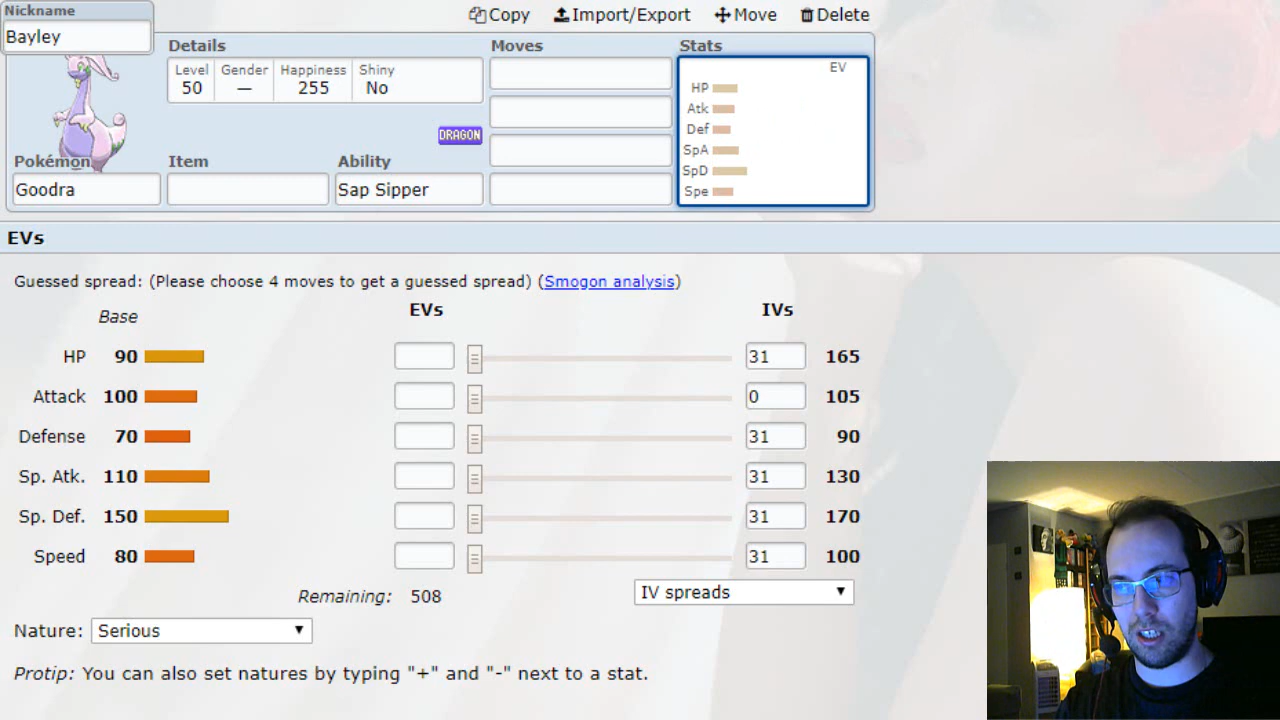 Nickname
Bayley
Copy Import/Export Move Delete
Details
Level Gender Happiness Shiny
50 — 255 No
DRAGON
Pokémon Item Ability
Goodra Sap Sipper
Moves
Stats
EV
HP
Atk
Def
SpA
SpD
Spe
EVs
Guessed spread: (Please choose 4 moves to get a guessed spread) (Smogon analysis)
Base EVs IVs
HP 90 31 165
Attack 100 0 105
Defense 70 31 90
Sp. Atk. 110 31 130
Sp. Def. 150 31 170
Speed 80 31 100
Remaining: 508 IV spreads
Nature: Serious
Protip: You can also set natures by typing "+" and "-" next to a stat.